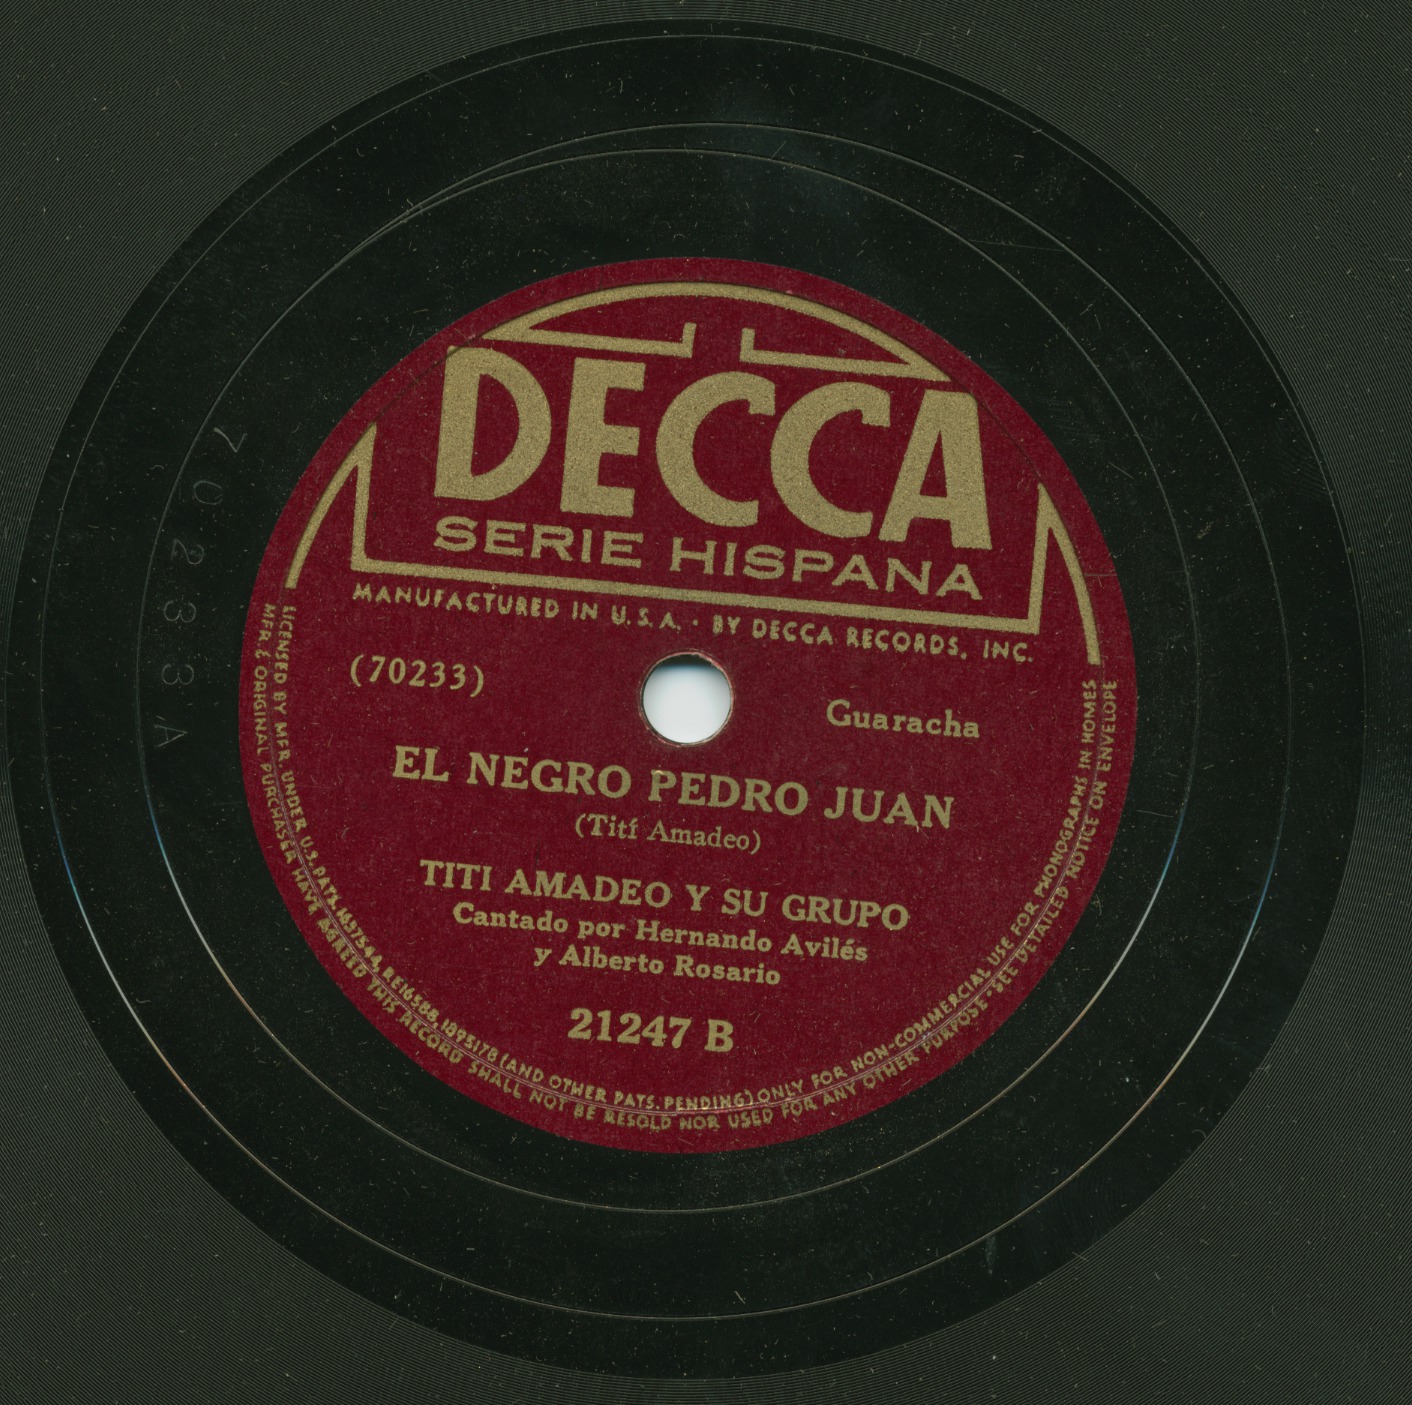 DECCA
SERIE HISPANA
MANUFACTURED IN U.S.A. · BY DECCA RECORDS, INC.
(70233)
Guaracha
EL NEGRO PEDRO JUAN
(Tití Amadeo)
TITI AMADEO Y SU GRUPO
Cantado por Hernando Avilés
y Alberto Rosario
21247 B
LICENSED BY MFR. UNDER U.S. PATS. 1637544, RE16588, 1895178 (AND OTHER PATS. PENDING) ONLY FOR NON-COMMERCIAL USE FOR PHONOGRAPHS IN HOMES
MFR. & ORIGINAL PURCHASER HAVE AGREED THIS RECORD SHALL NOT BE RESOLD NOR USED FOR ANY OTHER PURPOSE · SEE DETAILED NOTICE ON ENVELOPE
70233 A